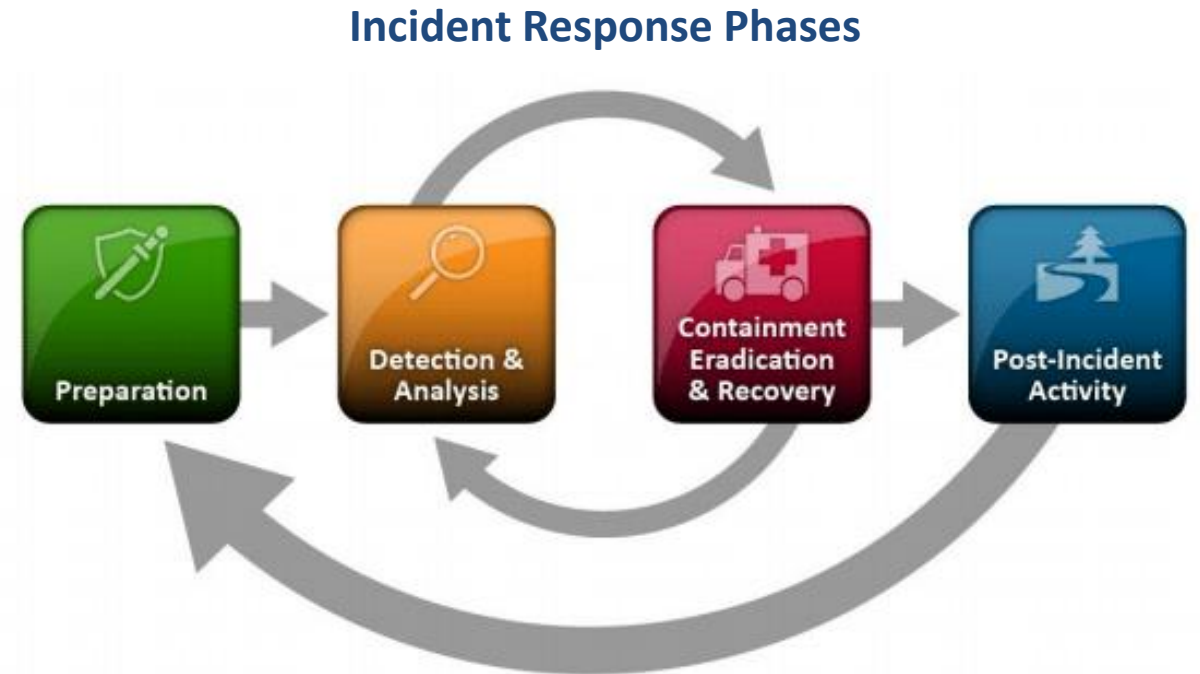 Incident Response Phases
Preparation
Detection &
Analysis
Containment
Eradication
& Recovery
Post-Incident
Activity